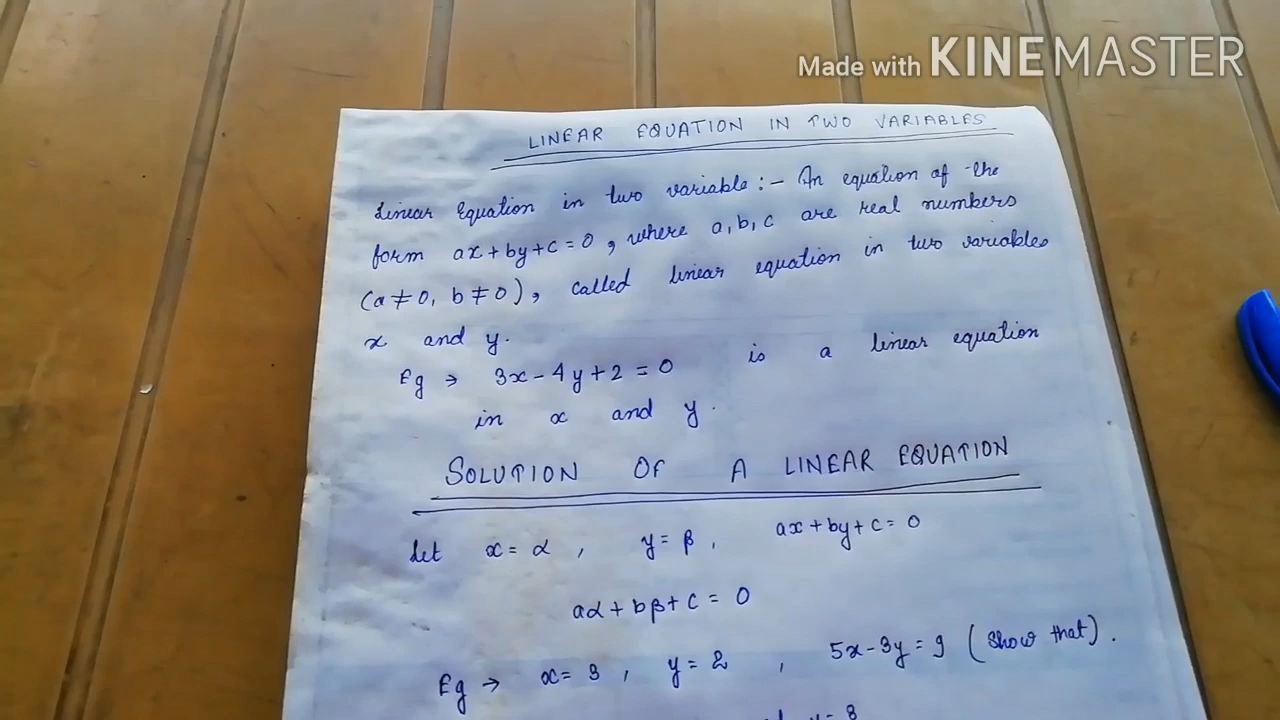 Made with KINEMASTER
LINEAR EQUATION IN TWO VARIABLES
Linear Equation in two variable :- An equation of the
form ax + by + c = 0 , where a, b, c are real numbers
(a ≠ 0, b ≠ 0) , called linear equation in two variables
x and y.
Eg → 3x - 4y + 2 = 0 is a linear equation
in x and y.
SOLUTION OF A LINEAR EQUATION
Let x = α , y = β , ax + by + c = 0
aα + bβ + c = 0
Eg → x = 3 , y = 2 , 5x - 3y = 9 (Show that) .